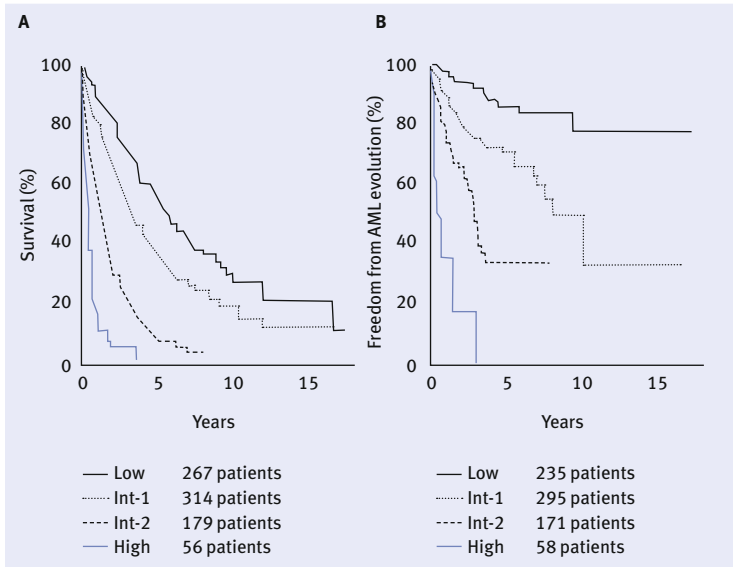 A
Survival (%)
100
80
60
40
20
0
0 5 10 15
Years
Low 267 patients
Int-1 314 patients
Int-2 179 patients
High 56 patients
B
Freedom from AML evolution (%)
100
80
60
40
20
0
0 5 10 15
Years
Low 235 patients
Int-1 295 patients
Int-2 171 patients
High 58 patients